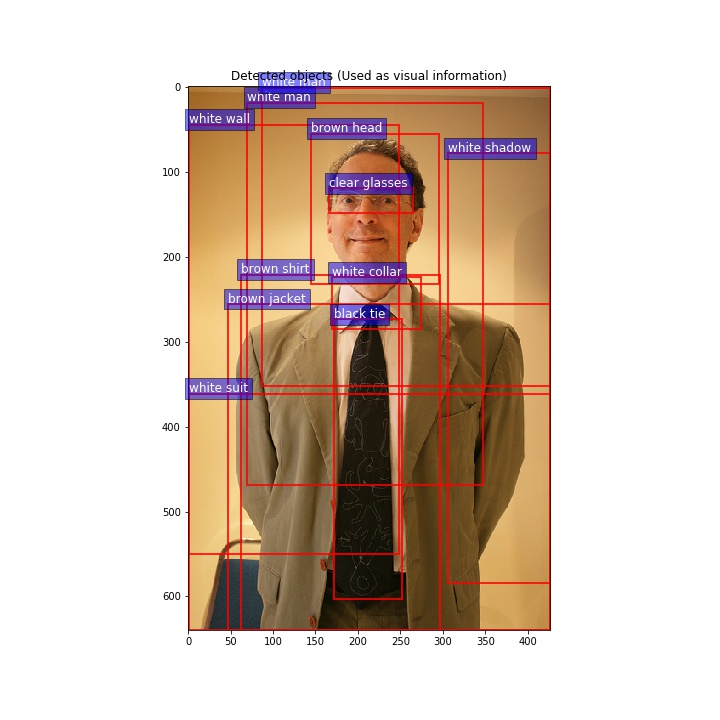 Detected objects (Used as visual information)
white man
white man
white wall
brown head
white shadow
clear glasses
brown shirt
white collar
brown jacket
black tie
white suit
0
100
200
300
400
500
600
0 50 100 150 200 250 300 350 400